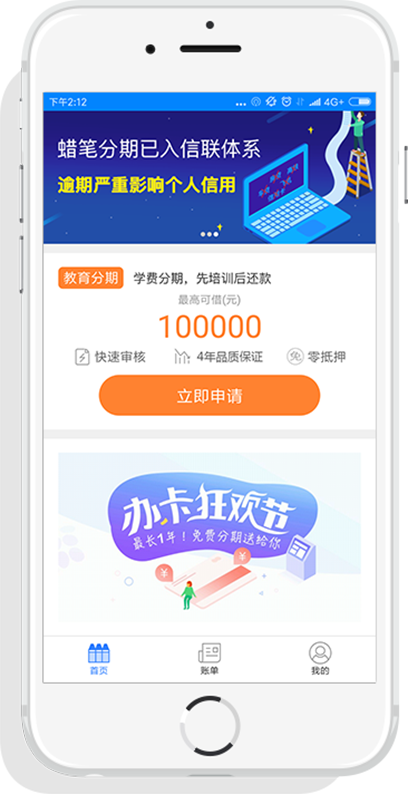 下午2:12
4G+
蜡笔分期已入信联体系
逾期严重影响个人信用
教育分期 学费分期，先培训后还款
最高可借(元)
100000
快速审核 4年品质保证 免 零抵押
立即申请
办卡狂欢节
最长1年！免费分期送给你
¥ ¥
首页 账单 我的